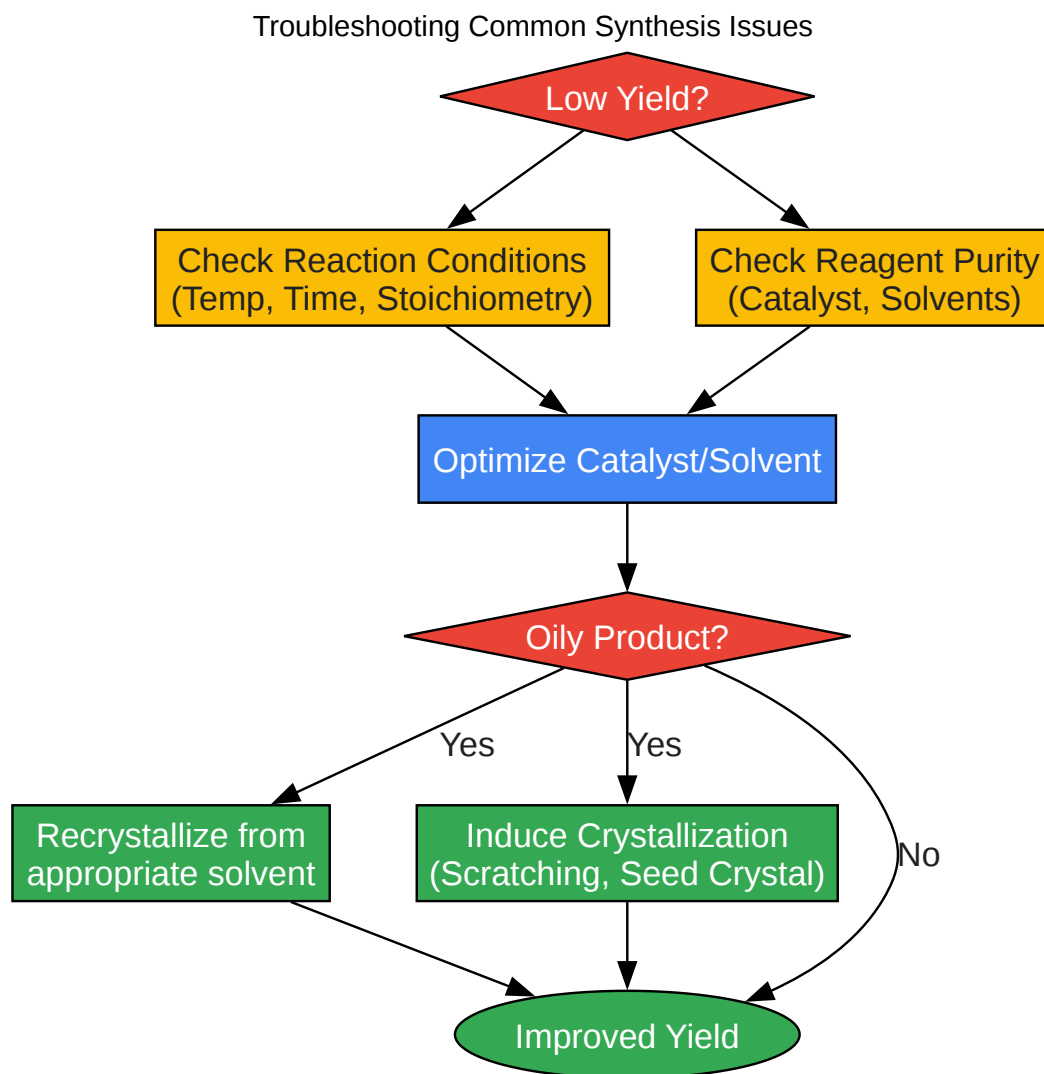 Troubleshooting Common Synthesis Issues
Low Yield?
Check Reaction Conditions
(Temp, Time, Stoichiometry)
Check Reagent Purity
(Catalyst, Solvents)
Optimize Catalyst/Solvent
Oily Product?
Yes
Yes
No
Recrystallize from
appropriate solvent
Induce Crystallization
(Scratching, Seed Crystal)
Improved Yield